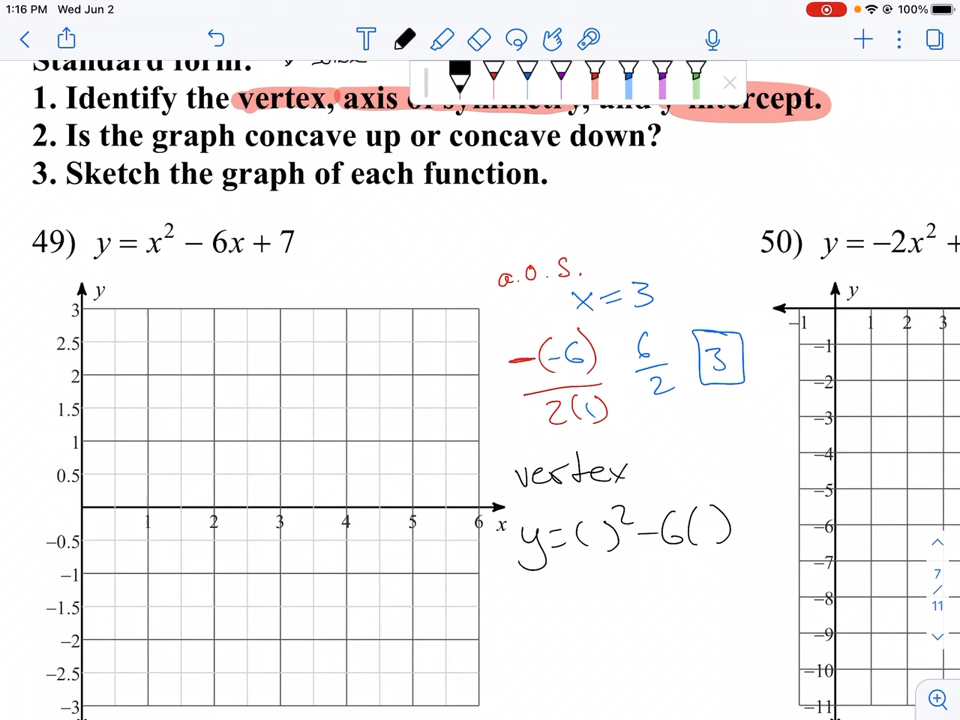 1:16 PM Wed Jun 2
100%
Standard form:
1. Identify the vertex, axis of symmetry, and y-intercept.
2. Is the graph concave up or concave down?
3. Sketch the graph of each function.
49) y = x² − 6x + 7
50) y = −2x² +
a.O.S.
x=3
−(−6)
2(1)
6
2
3
vertex
y=( )²−6( )
y
3
2.5
2
1.5
1
0.5
−0.5
−1
−1.5
−2
−2.5
−3
1 2 3 4 5 6 x
y
−1 1 2 3
−1
−2
−3
−4
−5
−6
−7
−8
−9
−10
−11
7
/
11